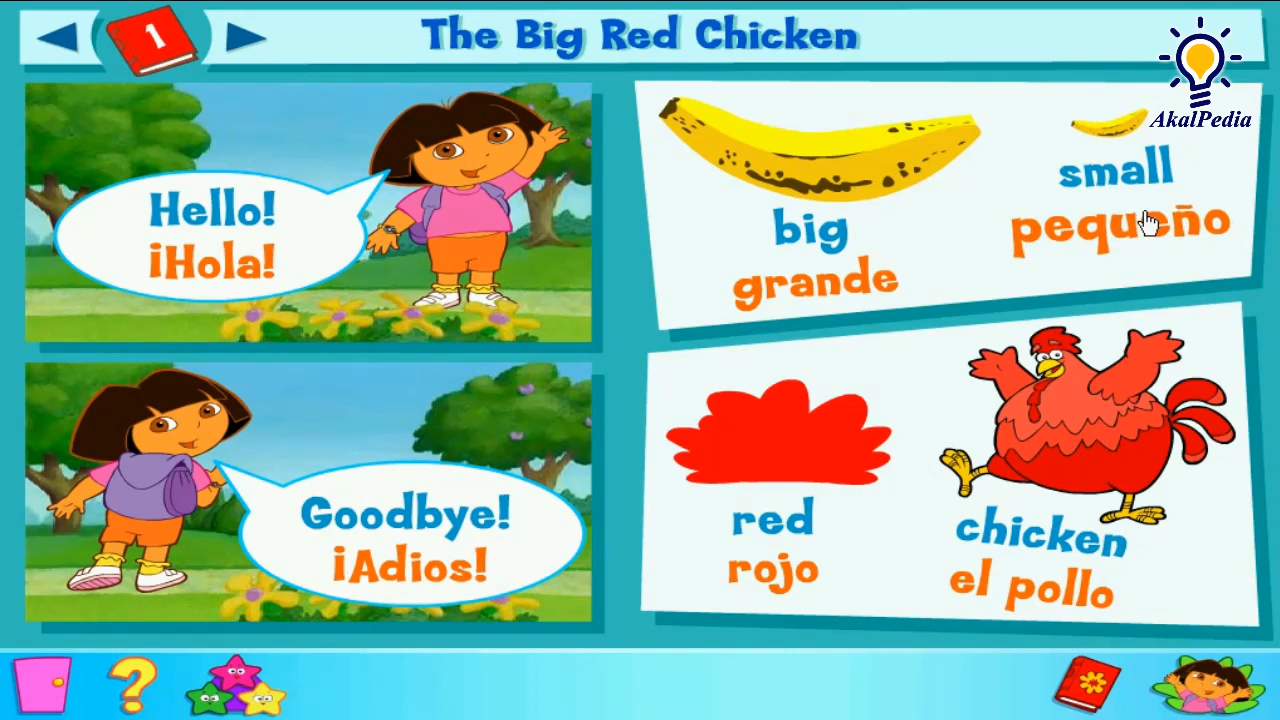 1
The Big Red Chicken
AkalPedia
Hello!
¡Hola!
big
grande
small
pequeño
Goodbye!
¡Adios!
red
rojo
chicken
el pollo
?